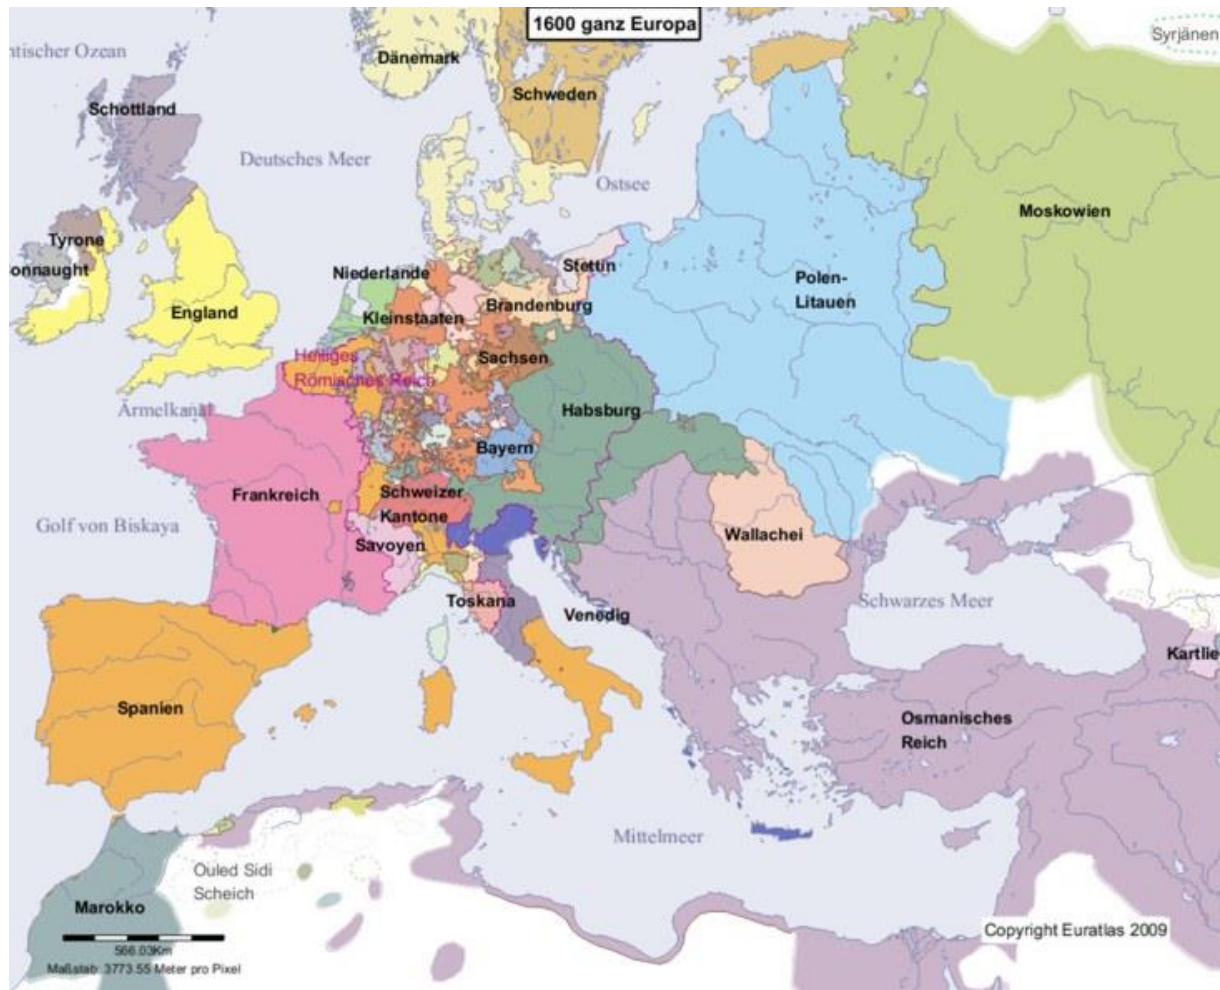 1600 ganz Europa
ntischer Ozean
Syrjänen
Dänemark
Schottland
Schweden
Deutsches Meer
Ostsee
Moskowien
Tyrone
onnaught
Niederlande
Stettin
Polen-
Litauen
England
Kleinstaaten
Brandenburg
Heiliges
Römisches Reich
Sachsen
Ärmelkanal
Habsburg
Bayern
Frankreich
Schweizer
Kantone
Golf von Biskaya
Savoyen
Wallachei
Toskana
Venedig
Schwarzes Meer
Kartlie
Spanien
Osmanisches
Reich
Mittelmeer
Ouled Sidi
Scheich
Marokko
566.03Km
Maßstab: 3773.55 Meter pro Pixel
Copyright Euratlas 2009